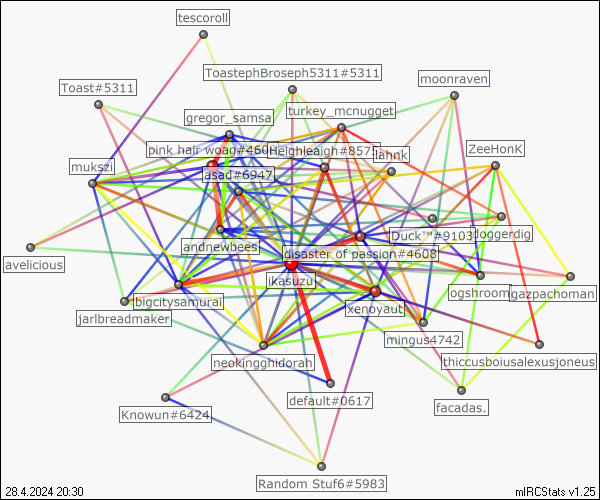 tescoroll
ToastephBroseph5311#5311
moonraven
Toast#5311
gregor_samsa
turkey_mcnugget
pink hair woag#460
Heighleaigh#857
ZeeHonK
mukszi
asad#6947
iahnk
Duck™#9103
doggerdig
andnewbees
disaster of passion#4608
avelicious
ikasuzu
ogshroom
gazpachoman
bigcitysamurai
xenoyaut
jarlbreadmaker
mingus4742
neokingghidorah
thiccusboiusalexusjoneus
default#0617
facadas.
Knowun#6424
Random Stuf6#5983
28.4.2024 20:30
mIRCStats v1.25